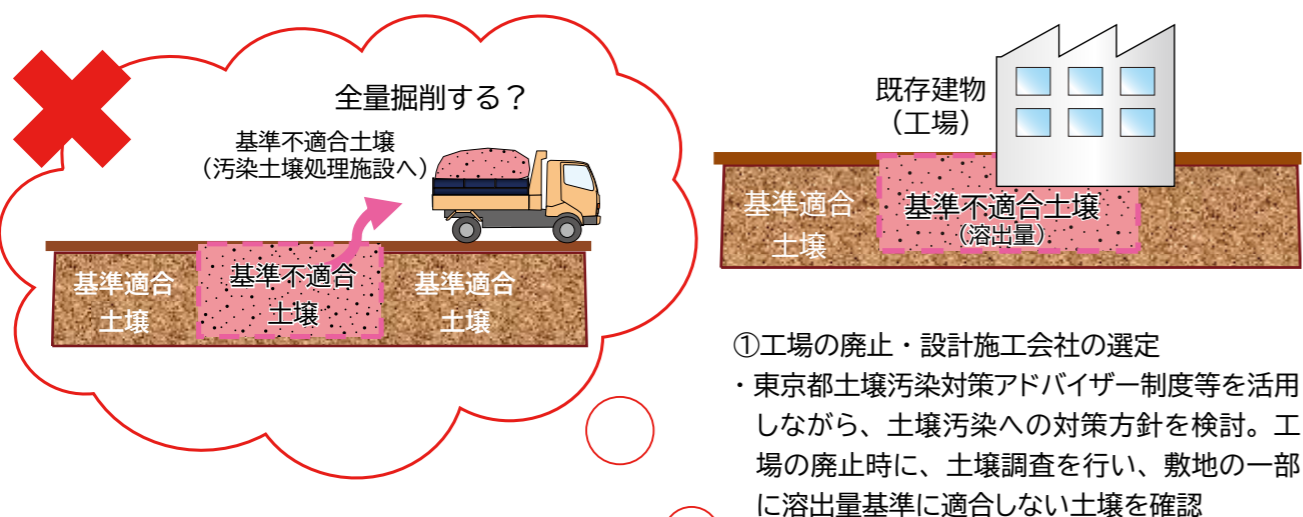 全量掘削する？
基準不適合土壌
（汚染土壌処理施設へ）
基準適合
土壌
基準不適合
土壌
基準適合
土壌
既存建物
（工場）
基準適合
土壌
基準不適合土壌
（溶出量）
①工場の廃止・設計施工会社の選定
・東京都土壌汚染対策アドバイザー制度等を活用
しながら、土壌汚染への対策方針を検討。工
場の廃止時に、土壌調査を行い、敷地の一部
に溶出量基準に適合しない土壌を確認